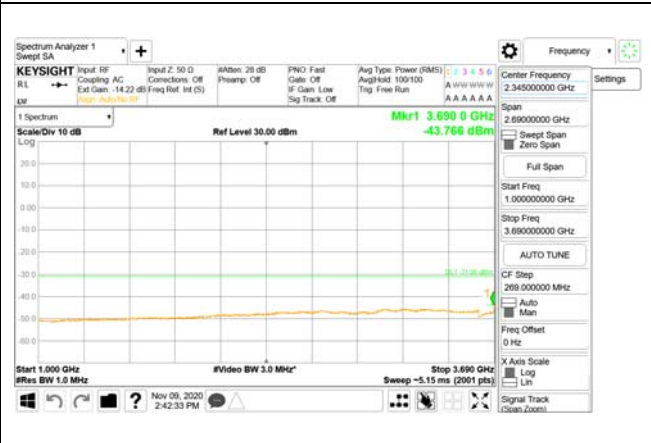 Spectrum Analyzer 1
Swept SA
Frequency
KEYSIGHT
RL
Input: RF
Coupling: AC
Ext Gain: -14.22 dB
Align: Auto/No RF
Input Z: 50 Ω
Corrections: Off
Freq Ref: Int (S)
#Atten: 28 dB
Preamp: Off
PNO: Fast
Gate: Off
IF Gain: Low
Sig Track: Off
Avg Type: Power (RMS)
Avg|Hold: 100/100
Trig: Free Run
1 2 3 4 5 6
A W W W W W
A A A A A A
1 Spectrum
Scale/Div 10 dB
Log
Ref Level 30.00 dBm
Mkr1 3.690 0 GHz
-43.766 dBm
20.0
10.0
0.00
-10.0
-20.0
-30.0
-40.0
-50.0
-60.0
1
Start 1.000 GHz
#Res BW 1.0 MHz
#Video BW 3.0 MHz*
Stop 3.690 GHz
Sweep ~5.15 ms (2001 pts)
Nov 09, 2020
2:42:33 PM
Center Frequency
2.345000000 GHz
Settings
Span
2.69000000 GHz
Swept Span
Zero Span
Full Span
Start Freq
1.000000000 GHz
Stop Freq
3.690000000 GHz
AUTO TUNE
CF Step
269.000000 MHz
Auto
Man
Freq Offset
0 Hz
X Axis Scale
Log
Lin
Signal Track
(Span Zoom)